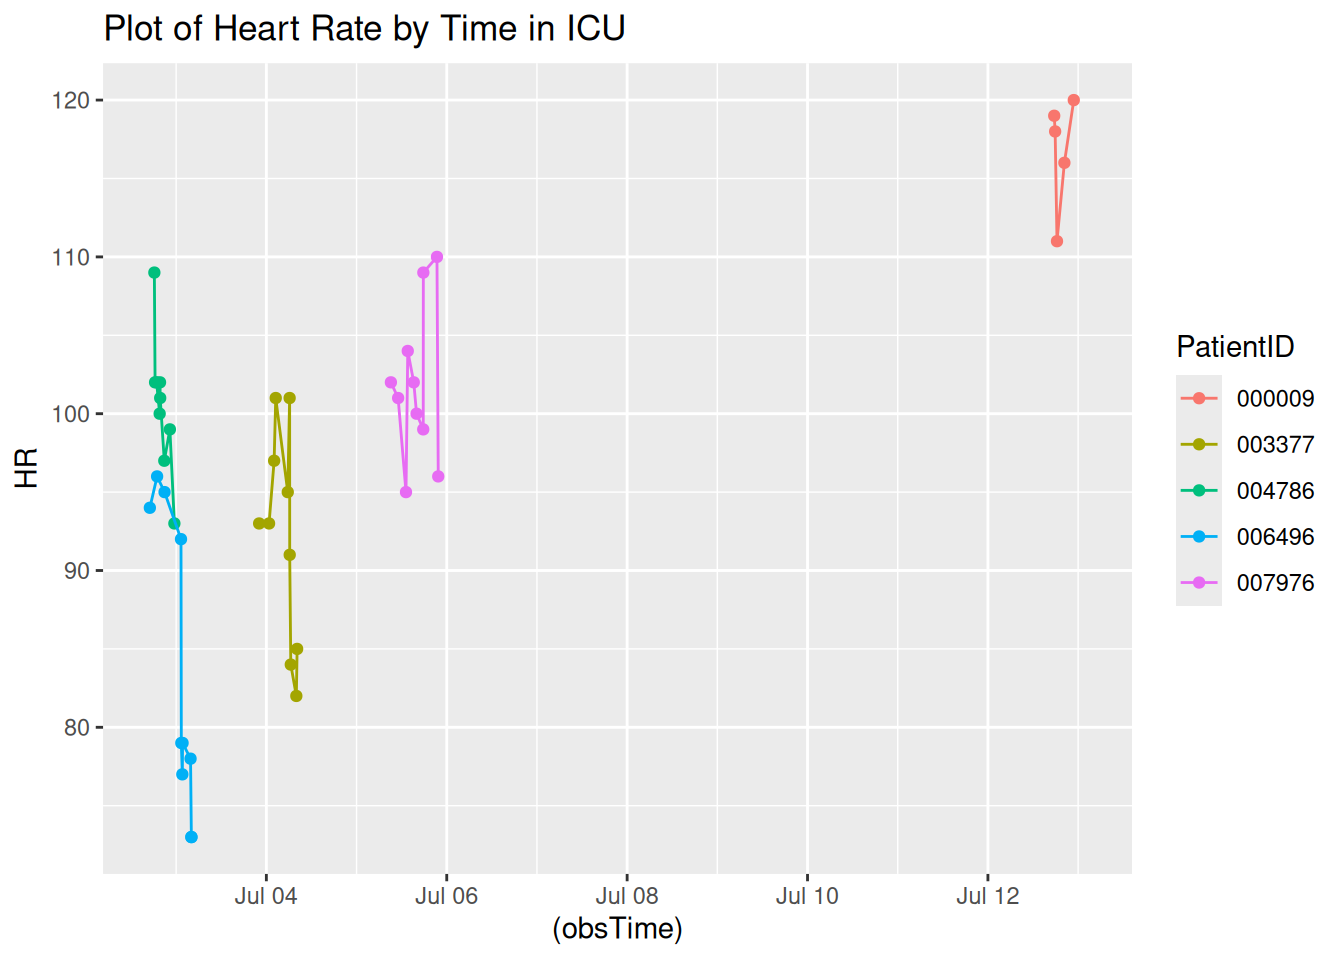 Plot of Heart Rate by Time in ICU
120
110
100
90
80
HR
Jul 04
Jul 06
Jul 08
Jul 10
Jul 12
(obsTime)
PatientID
000009
003377
004786
006496
007976